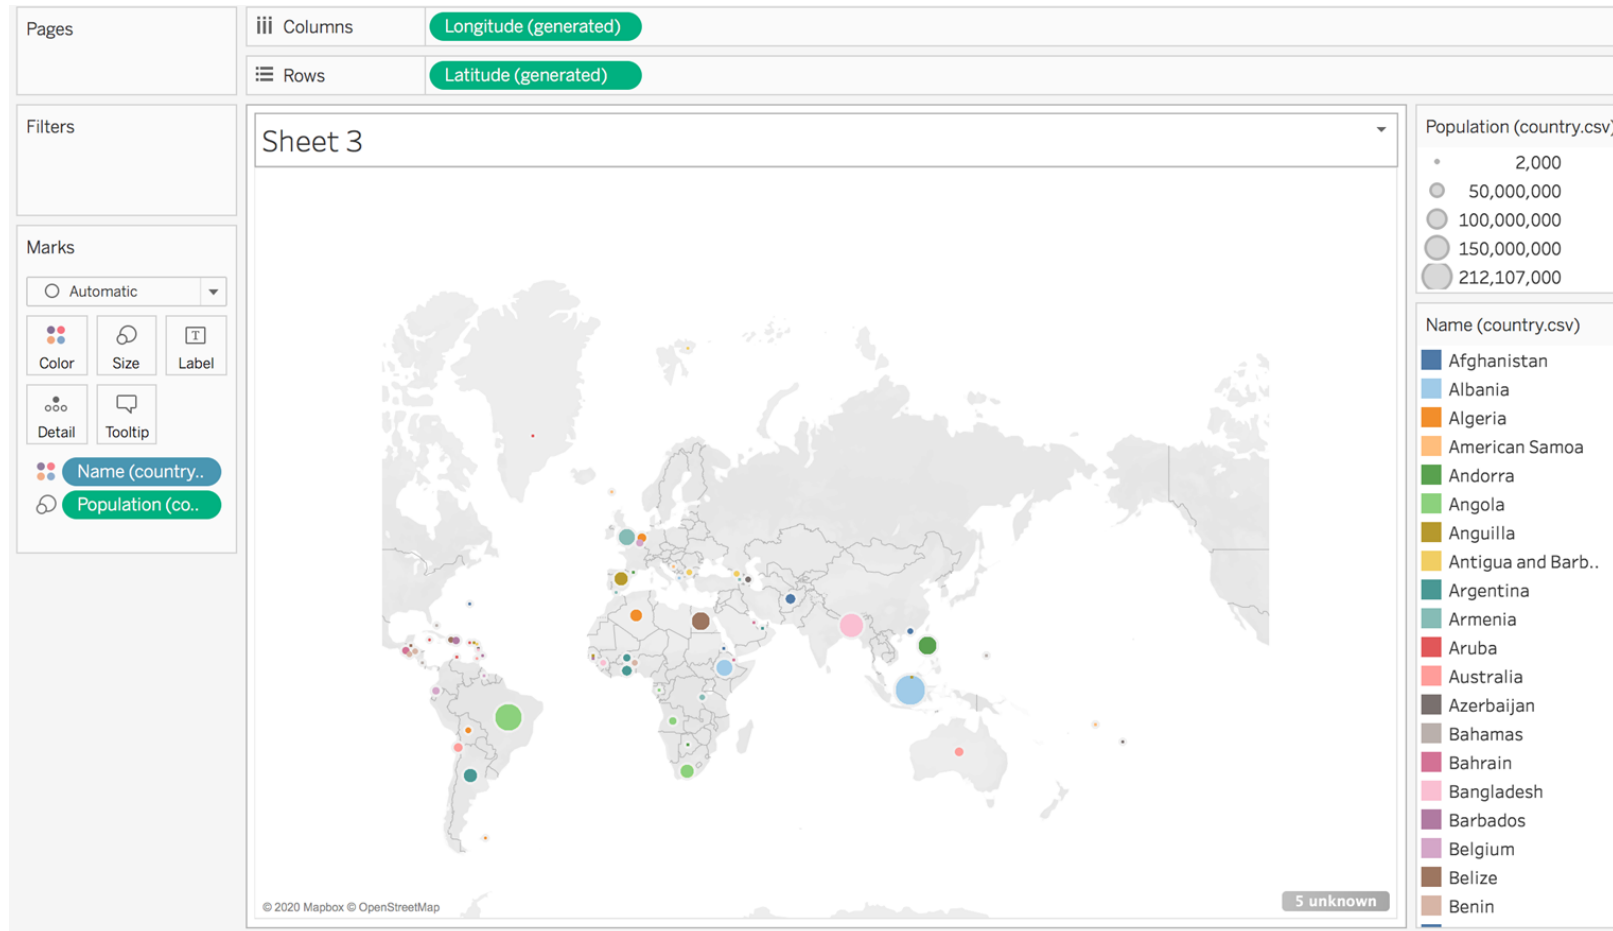 Pages
Columns
Longitude (generated)
Rows
Latitude (generated)
Filters
Sheet 3
Marks
Automatic
Color
Size
T
Label
Detail
Tooltip
Name (country..
Population (co..
© 2020 Mapbox © OpenStreetMap
5 unknown
Population (country.csv)
2,000
50,000,000
100,000,000
150,000,000
212,107,000
Name (country.csv)
Afghanistan
Albania
Algeria
American Samoa
Andorra
Angola
Anguilla
Antigua and Barb..
Argentina
Armenia
Aruba
Australia
Azerbaijan
Bahamas
Bahrain
Bangladesh
Barbados
Belgium
Belize
Benin